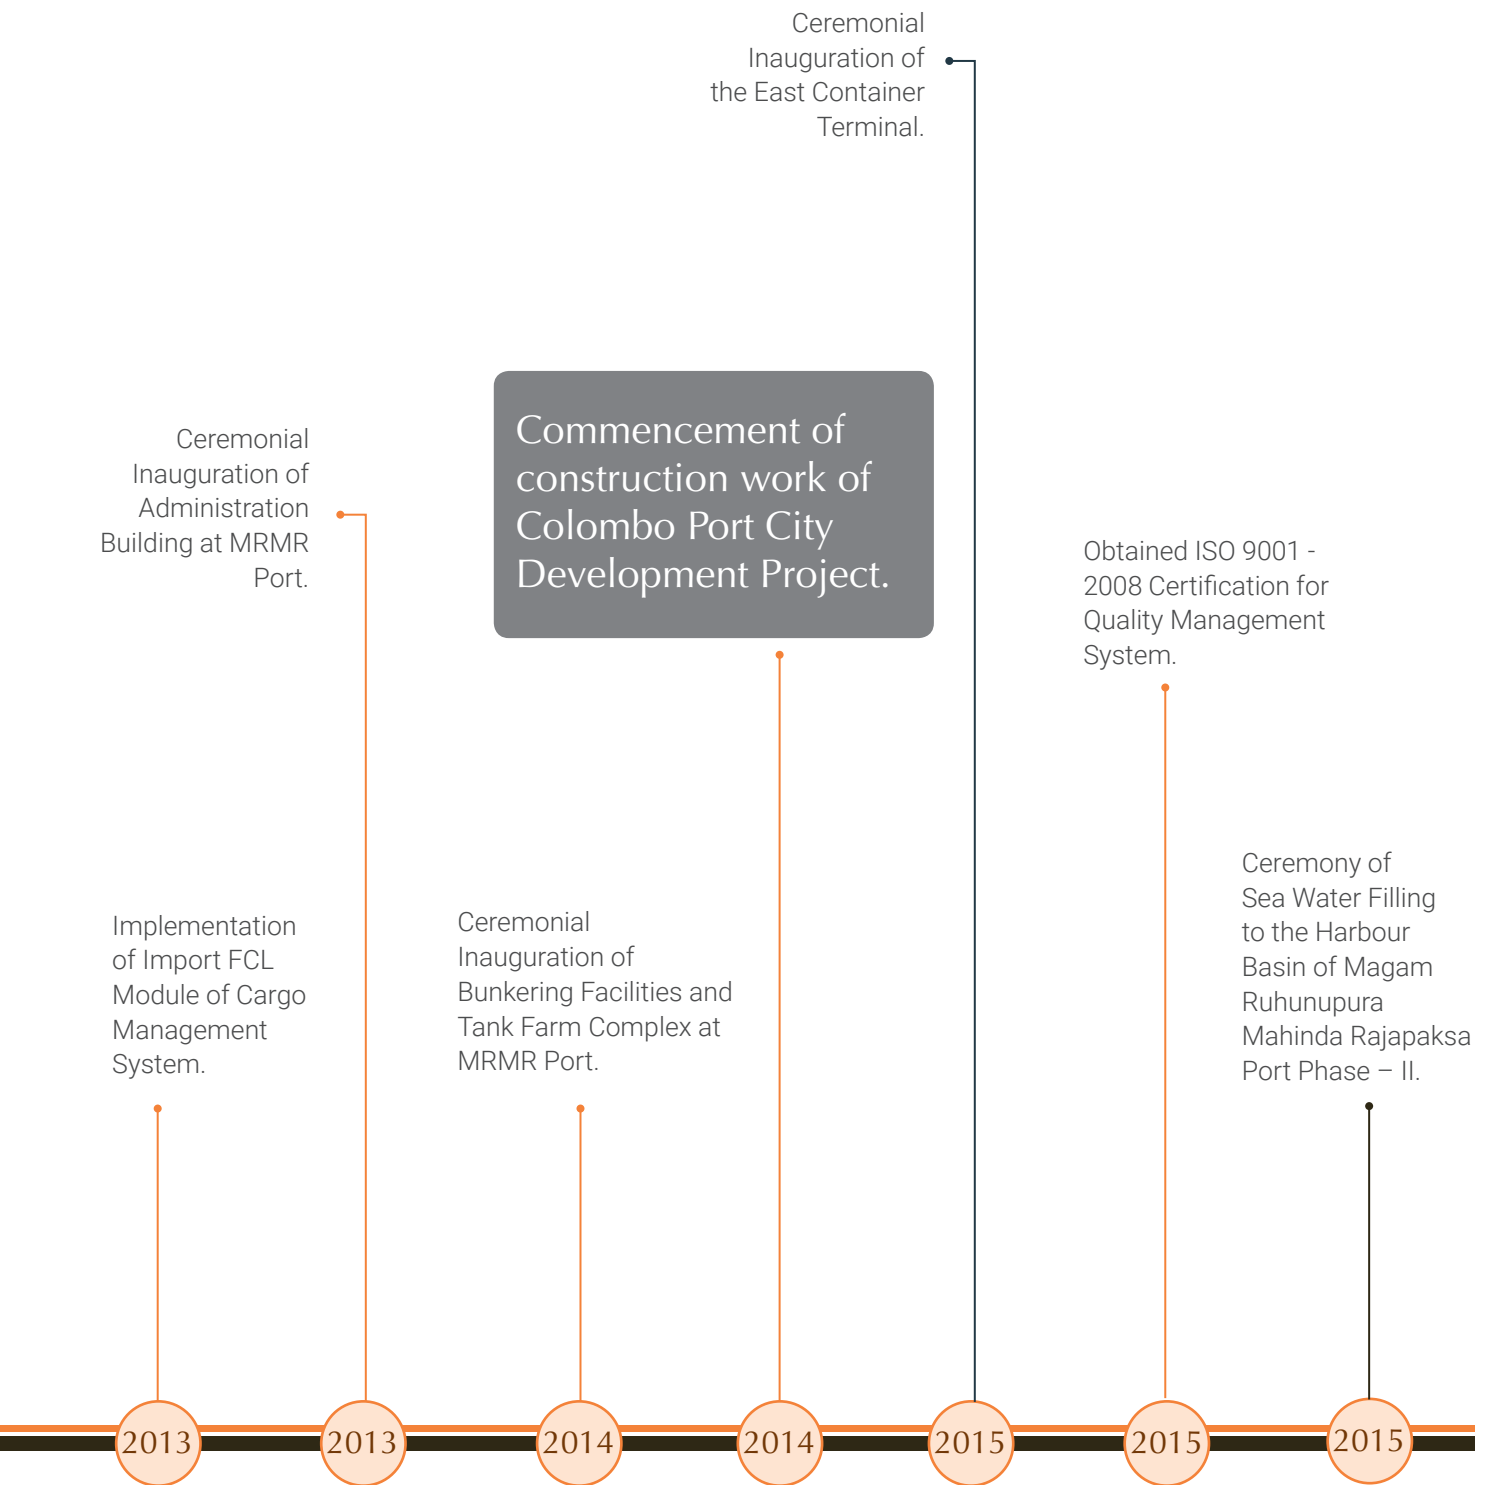 Ceremonial
Inauguration of
the East Container
Terminal.
Commencement of
construction work of
Colombo Port City
Development Project.
Ceremonial
Inauguration of
Administration
Building at MRMR
Port.
Obtained ISO 9001 -
2008 Certification for
Quality Management
System.
Implementation
of Import FCL
Module of Cargo
Management
System.
Ceremonial
Inauguration of
Bunkering Facilities and
Tank Farm Complex at
MRMR Port.
Ceremony of
Sea Water Filling
to the Harbour
Basin of Magam
Ruhunupura
Mahinda Rajapaksa
Port Phase – II.
2013
2013
2014
2014
2015
2015
2015